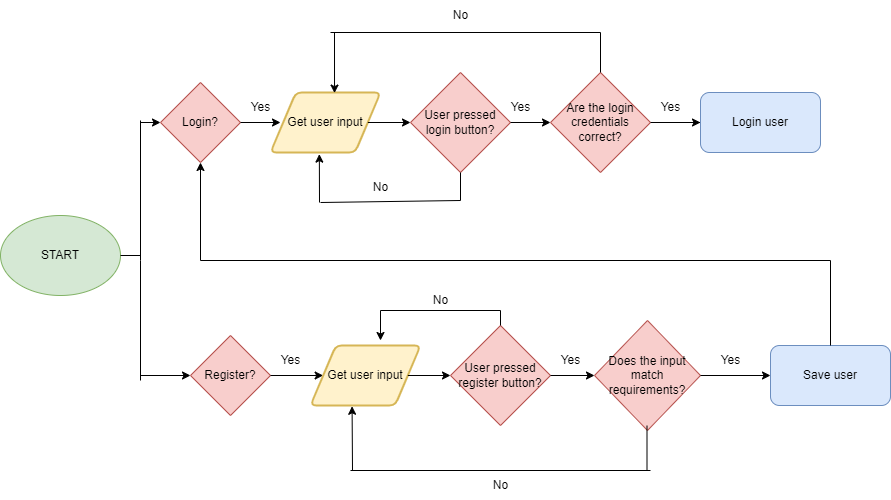 No
Login?
Yes
Get user input
User pressed
login button?
Yes
Are the login
credentials
correct?
Yes
Login user
No
START
No
Register?
Yes
Get user input
User pressed
register button?
Yes
Does the input
match
requirements?
Yes
Save user
No